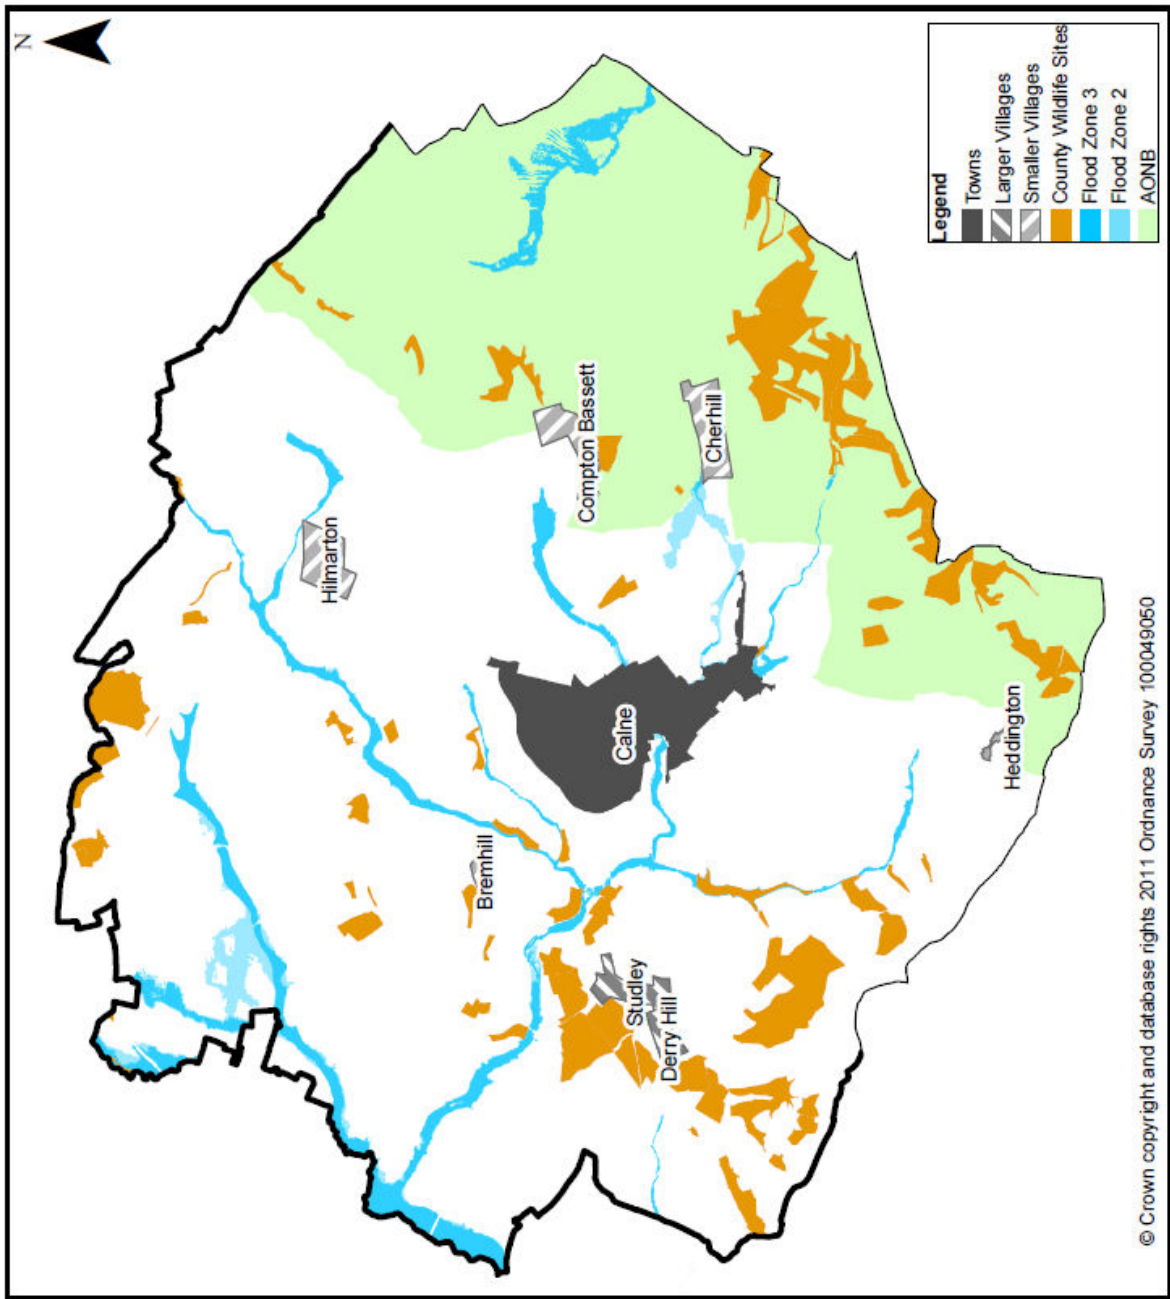 N
Hilmarton
Compton Bassett
Cherhill
Calne
Bremhill
Studley
Derry Hill
Heddington
Legend
Towns
Larger Villages
Smaller Villages
County Wildlife Sites
Flood Zone 3
Flood Zone 2
AONB
© Crown copyright and database rights 2011 Ordnance Survey 100049050